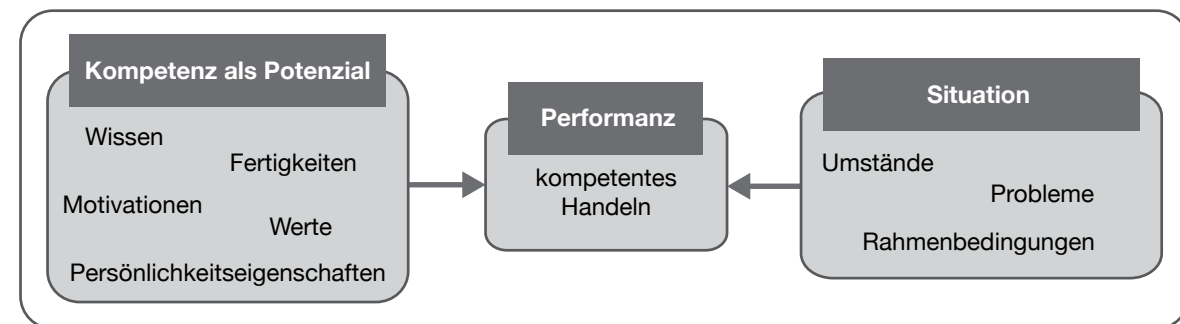 Kompetenz als Potenzial
Wissen
Fertigkeiten
Motivationen
Werte
Persönlichkeitseigenschaften
Performanz
kompetentes
Handeln
Situation
Umstände
Probleme
Rahmenbedingungen